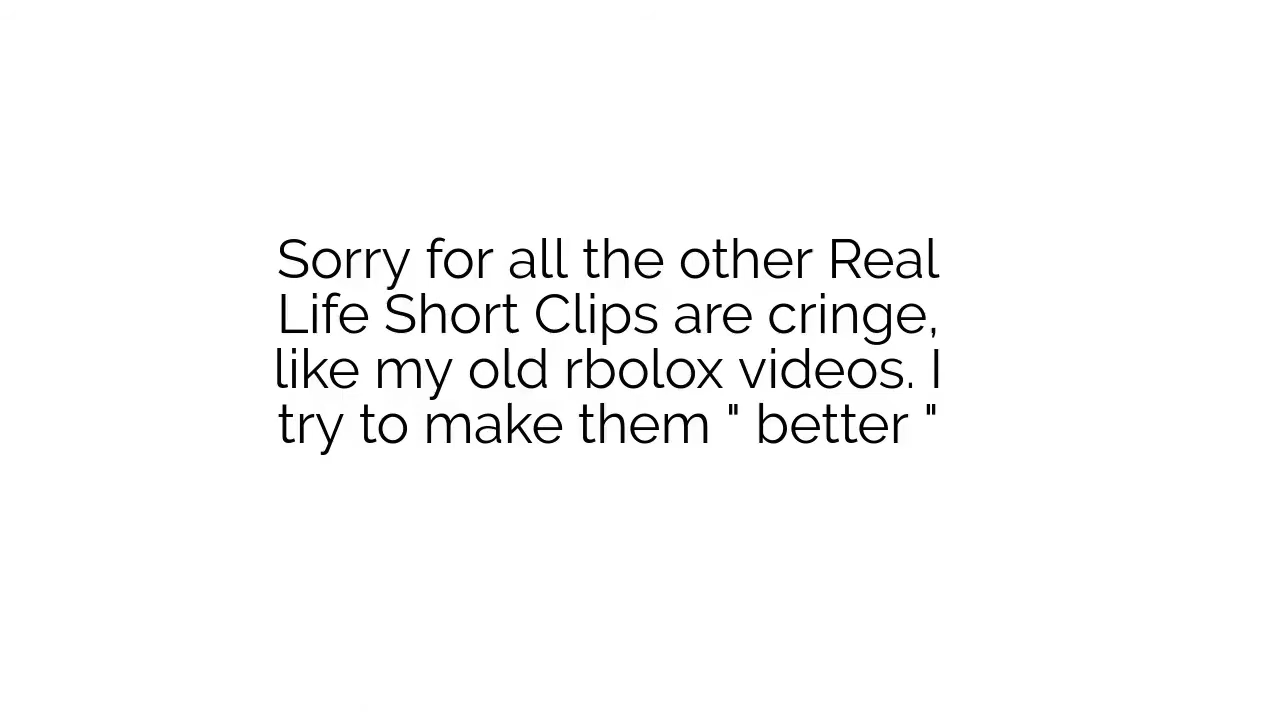 Sorry for all the other Real
Life Short Clips are cringe,
like my old rbolox videos. I
try to make them " better "